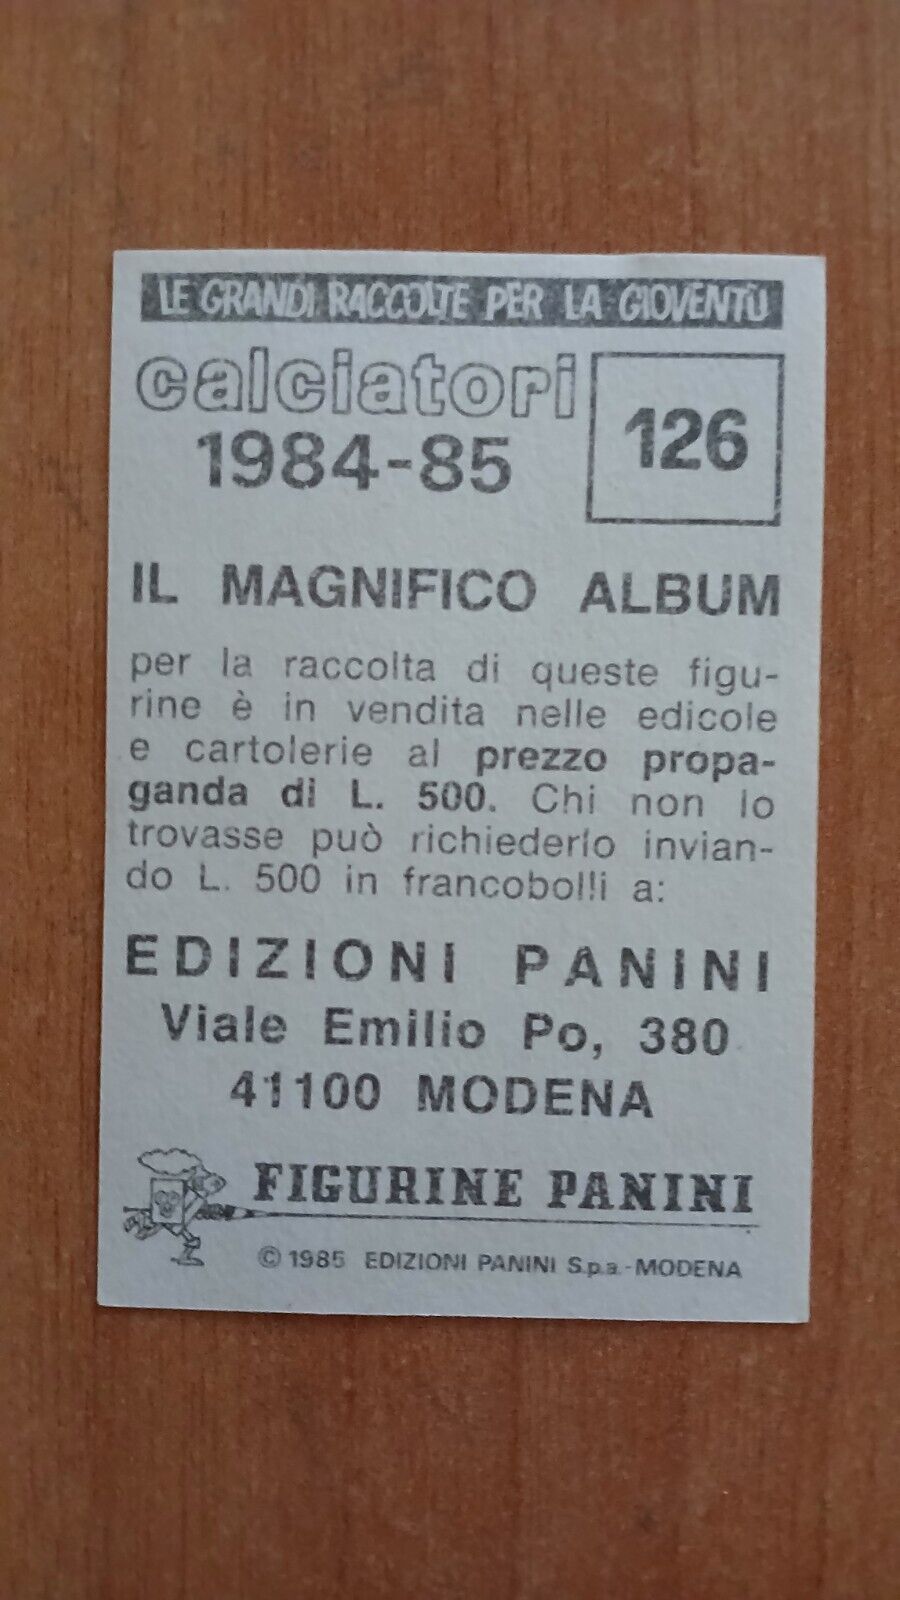 LE GRANDI RACCOLTE PER LA GIOVENTÙ
calciatori
1984-85
126
IL MAGNIFICO ALBUM
per la raccolta di queste figu-
rine è in vendita nelle edicole
e cartolerie al prezzo propa-
ganda di L. 500. Chi non lo
trovasse può richiederlo invian-
do L. 500 in francobolli a:
EDIZIONI PANINI
Viale Emilio Po, 380
41100 MODENA
FIGURINE PANINI
© 1985 EDIZIONI PANINI S.p.a.-MODENA